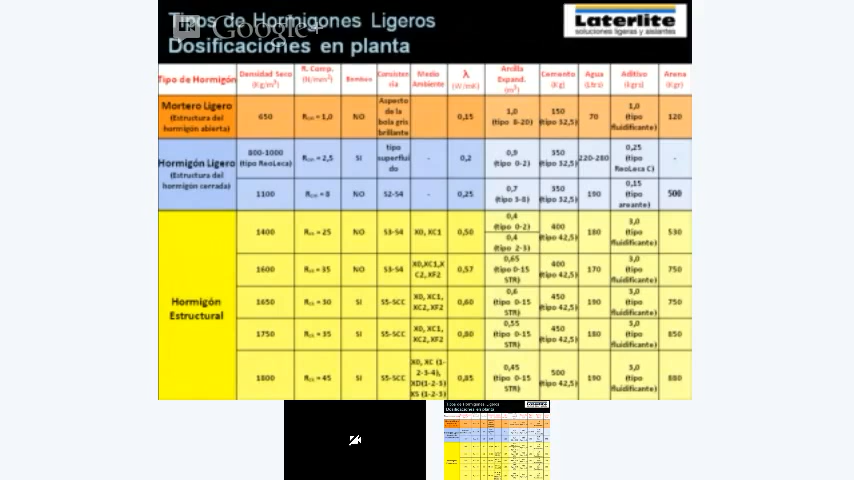 Tipos de Hormigones Ligeros
Google+
Dosificaciones en planta
Laterlite
soluciones ligeras y aislantes
Tipo de Hormigón Densidad Seco (Kg/m³) R. Comp. (N/mm²) Bombeo Consistencia Medio Ambiente λ (W/mK) Arcilla Expand. (m³) Cemento (Kg) Agua (Ltrs) Aditivo (Kgrs) Arena (Kgr)
Mortero Ligero (Estructura del hormigón abierta) 650 = 1,0 NO Aspecto de la bola gris brillante 0,15 1,0 (tipo 8-20) 150 (tipo 32,5) 70 1,0 (tipo fluidificante) 120
Hormigón Ligero (Estructura del hormigón cerrada) 800-1000 (tipo ReoLeca) = 2,5 SI tipo superfluido - 0,2 0,9 (tipo 0-2) 350 (tipo 32,5) 220-280 0,25 (tipo ReoLeca C) -
1100 = 8 NO S2-S4 - 0,25 0,7 (tipo 3-8) 350 (tipo 32,5) 190 0,15 (tipo aireante) 500
Hormigón Estructural
1400 = 25 NO S3-S4 X0, XC1 0,50 0,4 (tipo 0-2) 0,4 (tipo 2-3) 400 (tipo 42,5) 180 3,0 (tipo fluidificante) 530
1600 = 35 NO S3-S4 X0,XC1,XC2, XF2 0,57 0,65 (tipo 0-15 STR) 400 (tipo 42,5) 170 3,0 (tipo fluidificante) 750
1650 = 30 SI S5-SCC X0, XC1, XC2, XF2 0,60 0,6 (tipo 0-15 STR) 450 (tipo 42,5) 190 3,0 (tipo fluidificante) 750
1750 = 35 SI S5-SCC X0, XC1, XC2, XF2 0,80 0,55 (tipo 0-15 STR) 450 (tipo 42,5) 180 3,0 (tipo fluidificante) 850
1800 = 45 SI S5-SCC X0, XC (1-2-3-4), XD(1-2-3) XS (1-2-3) 0,85 0,45 (tipo 0-15 STR) 500 (tipo 42,5) 190 3,0 (tipo fluidificante) 880